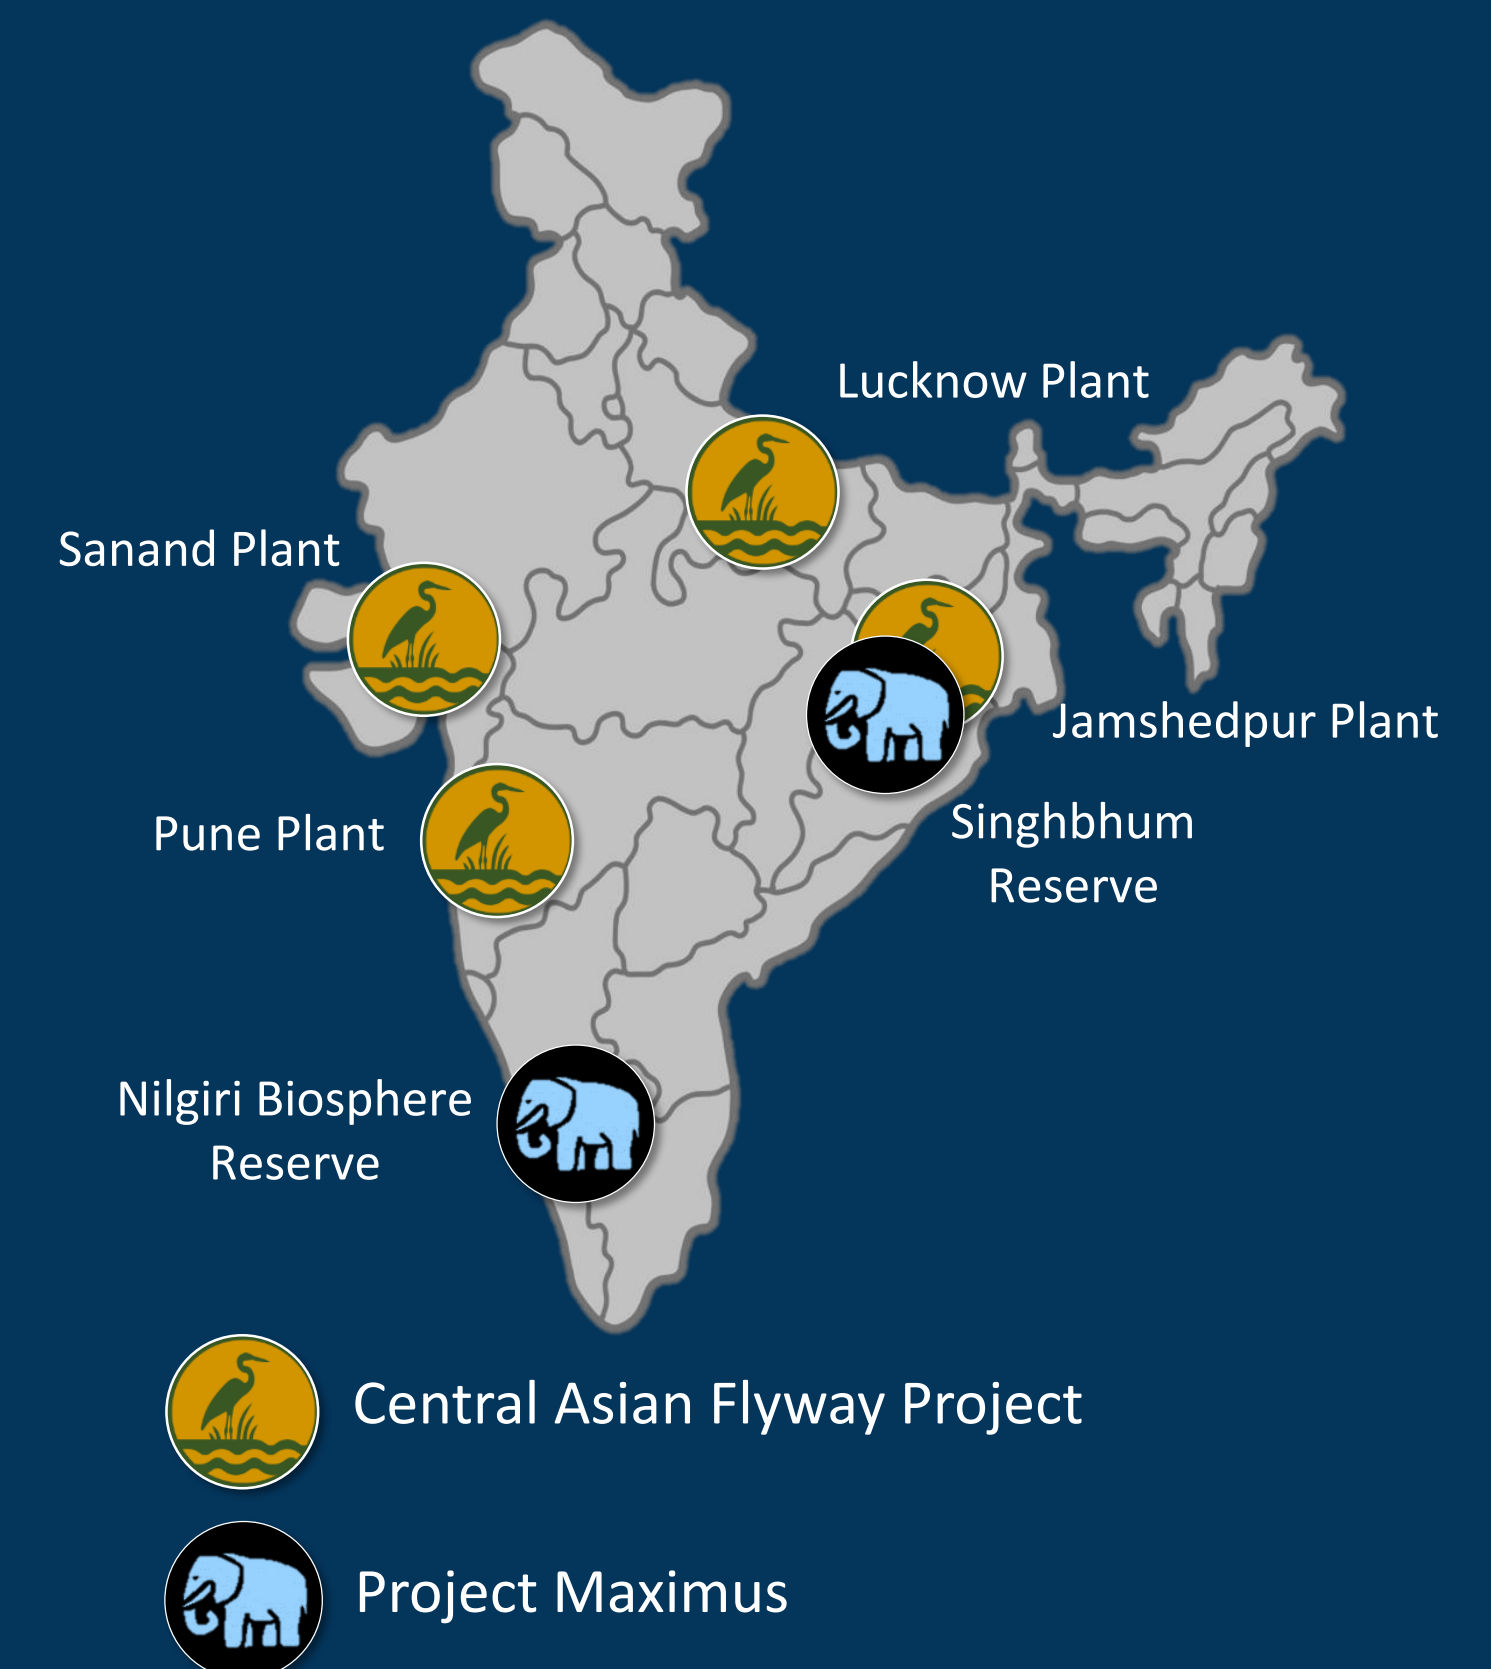 Lucknow Plant
Sanand Plant
Jamshedpur Plant
Pune Plant
Singhbhum
Reserve
Nilgiri Biosphere
Reserve
Central Asian Flyway Project
Project Maximus